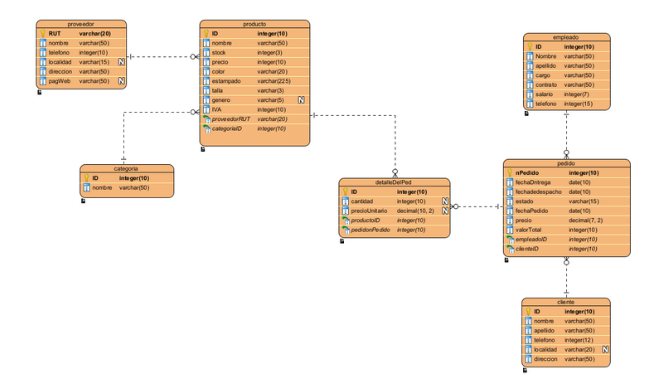 proveedor
RUT varchar(20)
nombre varchar(50)
telefono integer(10)
localidad varchar(15) N
direccion varchar(50)
pagWeb varchar(50) N
producto
ID integer(10)
nombre varchar(50)
stock integer(3)
precio integer(10)
color varchar(20)
estampado varchar(225)
talla varchar(3)
genero varchar(5) N
IVA integer(10)
proveedorRUT varchar(20)
categoriaID integer(10)
empleado
ID integer(10)
Nombre varchar(50)
apellido varchar(50)
cargo varchar(50)
contrato varchar(50)
salario integer(7)
telefono integer(15)
categoria
ID integer(10)
nombre varchar(50)
detalleDelPed
ID integer(10)
cantidad integer(10) N
precioUnitario decimal(10, 2) N
productoID integer(10)
pedidonPedido integer(10)
pedido
nPedido integer(10)
fechaDntrega date(10)
fechadedespacho date(10)
estado varchar(15)
fechaPedido date(10)
precio decimal(7, 2)
valorTotal integer(10)
empleadoID integer(10)
clienteID integer(10)
cliente
ID integer(10)
nombre varchar(50)
apellido varchar(50)
telefono integer(12)
localidad varchar(20) N
direccion varchar(50)